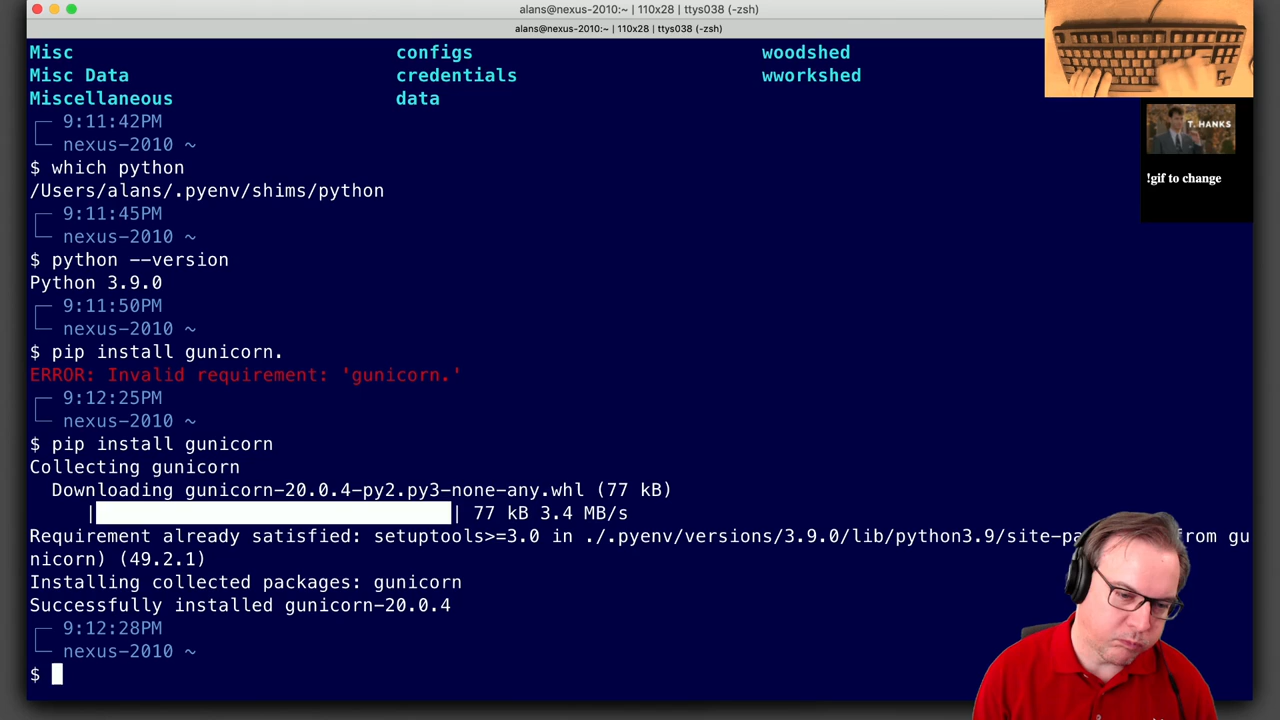 alans@nexus-2010:~ | 110x28 | ttys038 (-zsh)
alans@nexus-2010:~ | 110x28 | ttys038 (-zsh)
Misc configs woodshed
Misc Data credentials wworkshed
Miscellaneous data
9:11:42PM
nexus-2010 ~
$ which python
/Users/alans/.pyenv/shims/python
9:11:45PM
nexus-2010 ~
$ python --version
Python 3.9.0
9:11:50PM
nexus-2010 ~
$ pip install gunicorn.
ERROR: Invalid requirement: 'gunicorn.'
9:12:25PM
nexus-2010 ~
$ pip install gunicorn
Collecting gunicorn
Downloading gunicorn-20.0.4-py2.py3-none-any.whl (77 kB)
| | 77 kB 3.4 MB/s
Requirement already satisfied: setuptools>=3.0 in ./.pyenv/versions/3.9.0/lib/python3.9/site-pa from gu
nicorn) (49.2.1)
Installing collected packages: gunicorn
Successfully installed gunicorn-20.0.4
9:12:28PM
nexus-2010 ~
$
T. HANKS
!gif to change